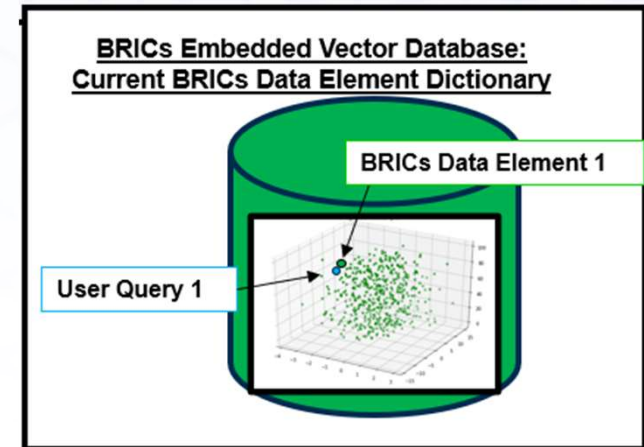 BRICs Embedded Vector Database:
Current BRICs Data Element Dictionary
BRICs Data Element 1
User Query 1